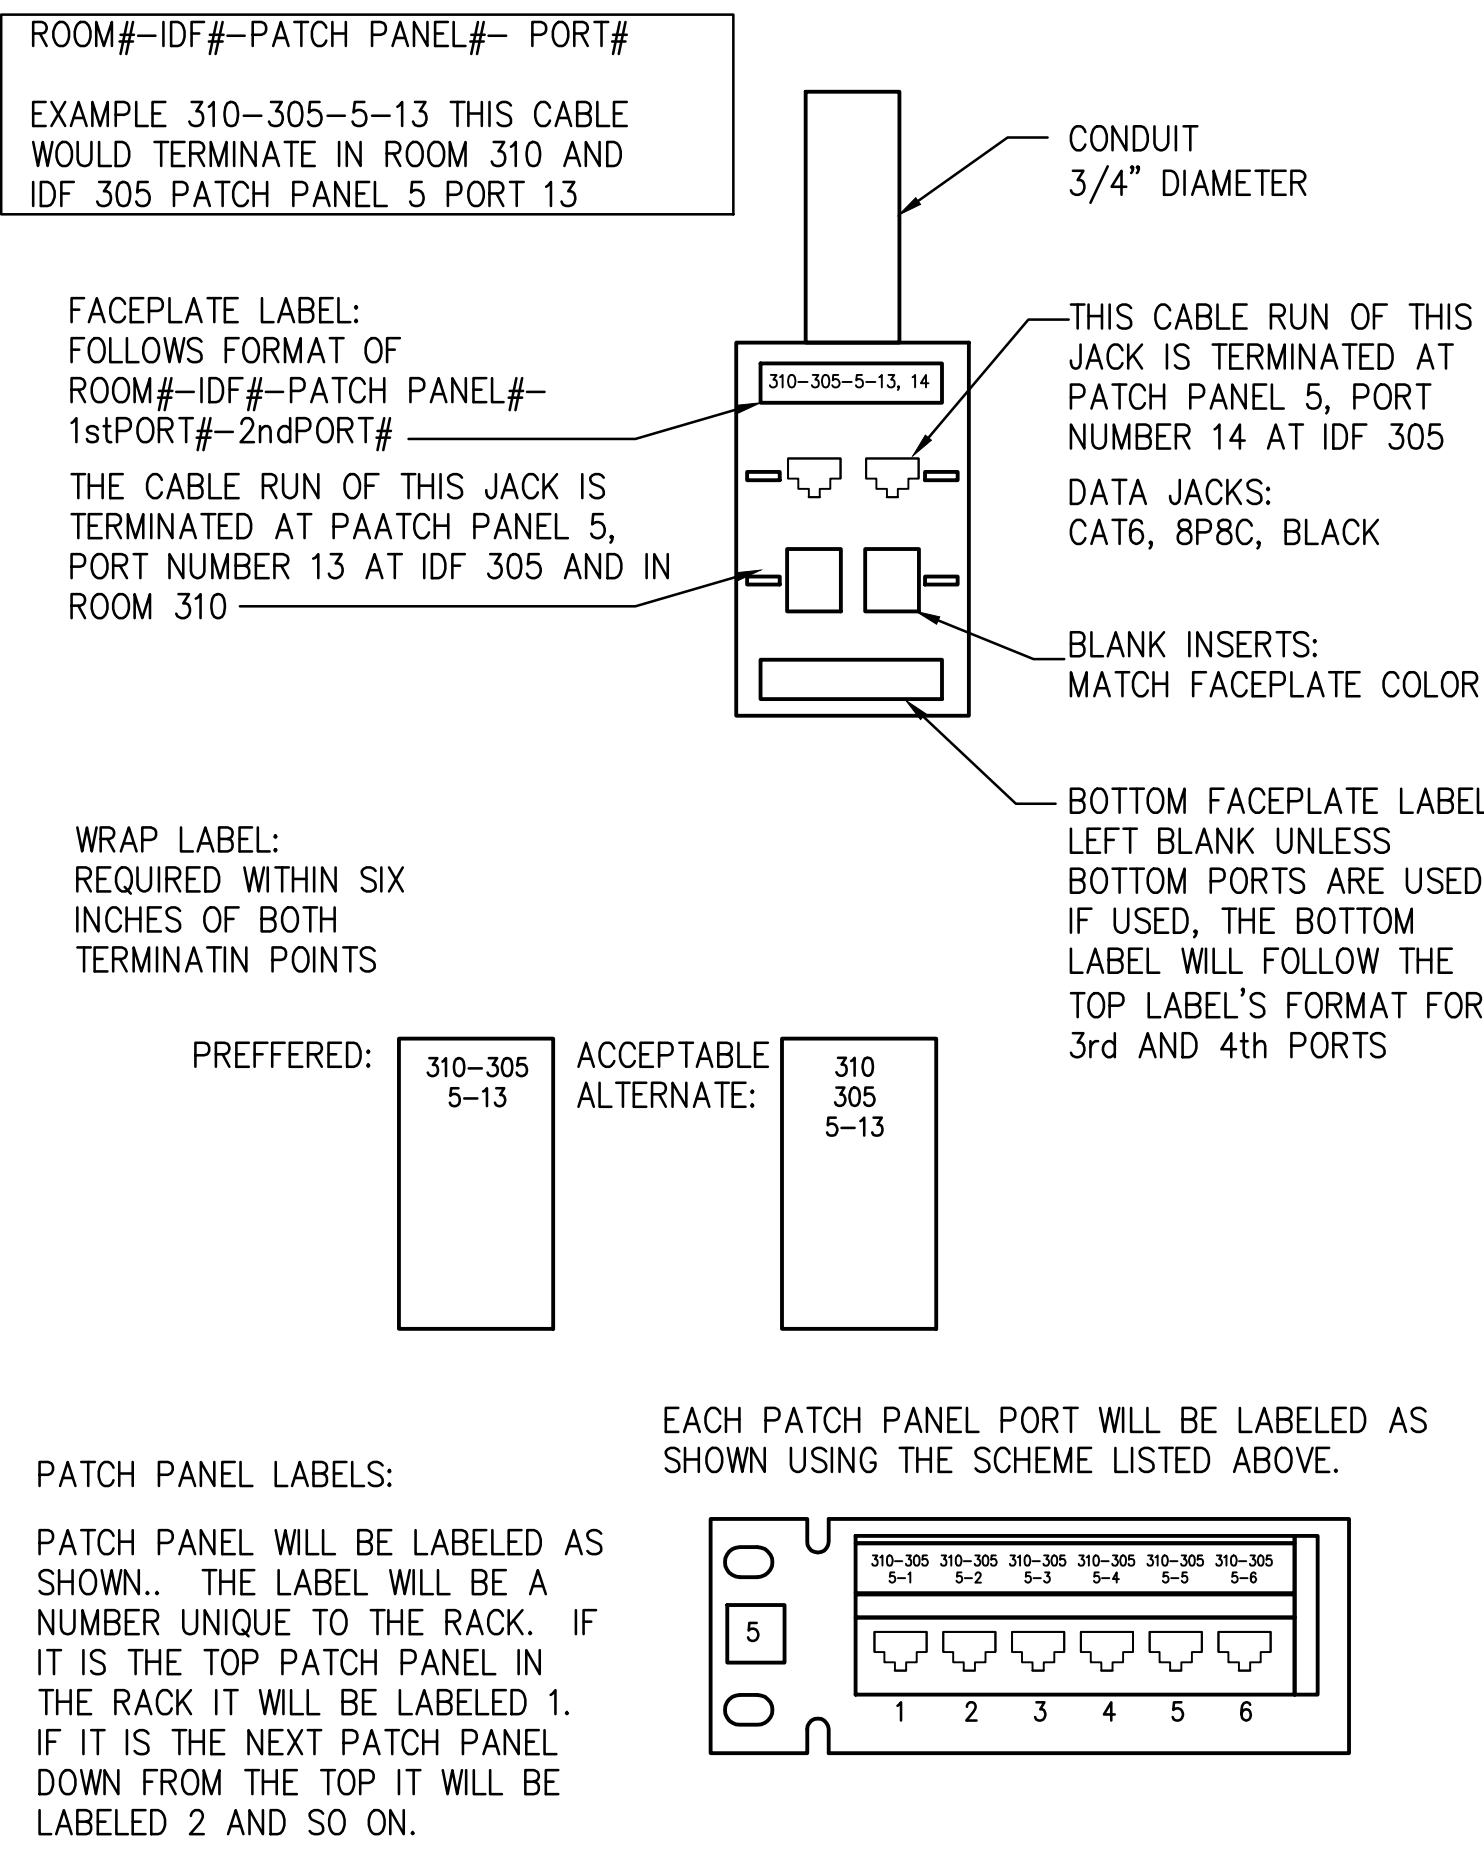 ROOM#-IDF#-PATCH PANEL#- PORT#
EXAMPLE 310-305-5-13 THIS CABLE
WOULD TERMINATE IN ROOM 310 AND
IDF 305 PATCH PANEL 5 PORT 13
CONDUIT
3/4" DIAMETER
FACEPLATE LABEL:
FOLLOWS FORMAT OF
ROOM#-IDF#-PATCH PANEL#-
1stPORT#-2ndPORT#
THE CABLE RUN OF THIS JACK IS
TERMINATED AT PAATCH PANEL 5,
PORT NUMBER 13 AT IDF 305 AND IN
ROOM 310
310-305-5-13, 14
THIS CABLE RUN OF THIS
JACK IS TERMINATED AT
PATCH PANEL 5, PORT
NUMBER 14 AT IDF 305
DATA JACKS:
CAT6, 8P8C, BLACK
BLANK INSERTS:
MATCH FACEPLATE COLOR
BOTTOM FACEPLATE LABEL
LEFT BLANK UNLESS
BOTTOM PORTS ARE USED
IF USED, THE BOTTOM
LABEL WILL FOLLOW THE
TOP LABEL'S FORMAT FOR
3rd AND 4th PORTS
WRAP LABEL:
REQUIRED WITHIN SIX
INCHES OF BOTH
TERMINATIN POINTS
PREFFERED:
310-305
5-13
ACCEPTABLE
ALTERNATE:
310
305
5-13
PATCH PANEL LABELS:
PATCH PANEL WILL BE LABELED AS
SHOWN.. THE LABEL WILL BE A
NUMBER UNIQUE TO THE RACK. IF
IT IS THE TOP PATCH PANEL IN
THE RACK IT WILL BE LABELED 1.
IF IT IS THE NEXT PATCH PANEL
DOWN FROM THE TOP IT WILL BE
LABELED 2 AND SO ON.
EACH PATCH PANEL PORT WILL BE LABELED AS
SHOWN USING THE SCHEME LISTED ABOVE.
310-305 310-305 310-305 310-305 310-305 310-305
5-1 5-2 5-3 5-4 5-5 5-6
5
1 2 3 4 5 6